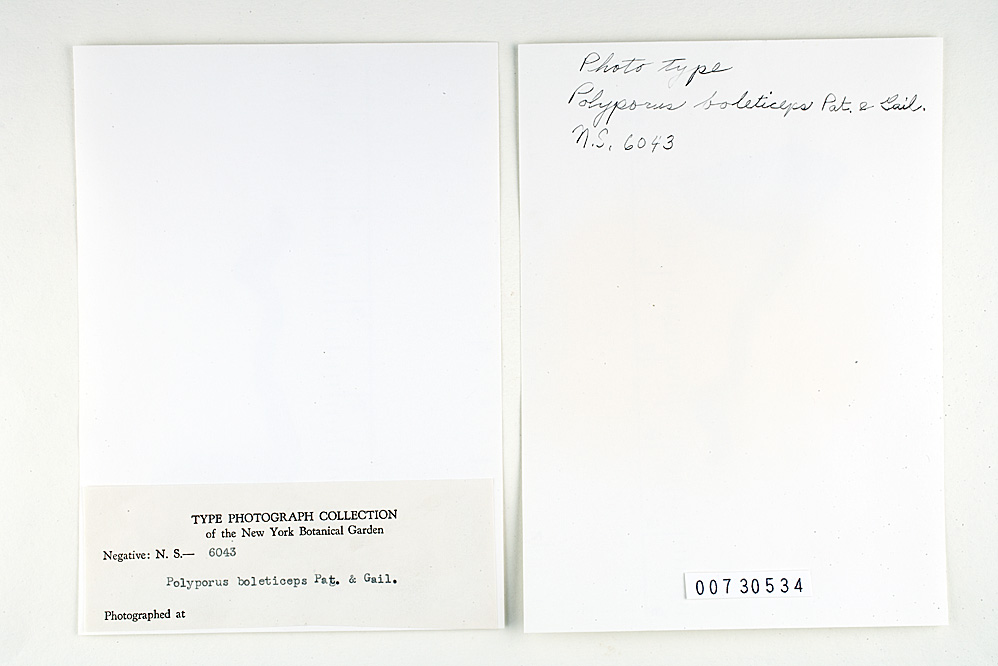 TYPE PHOTOGRAPH COLLECTION
of the New York Botanical Garden
Negative: N. S.— 6043
Polyporus boleticeps Pat. & Gail.
Photographed at
Photo type
Polyporus boleticeps Pat. & Gail.
N.S. 6043
00730534